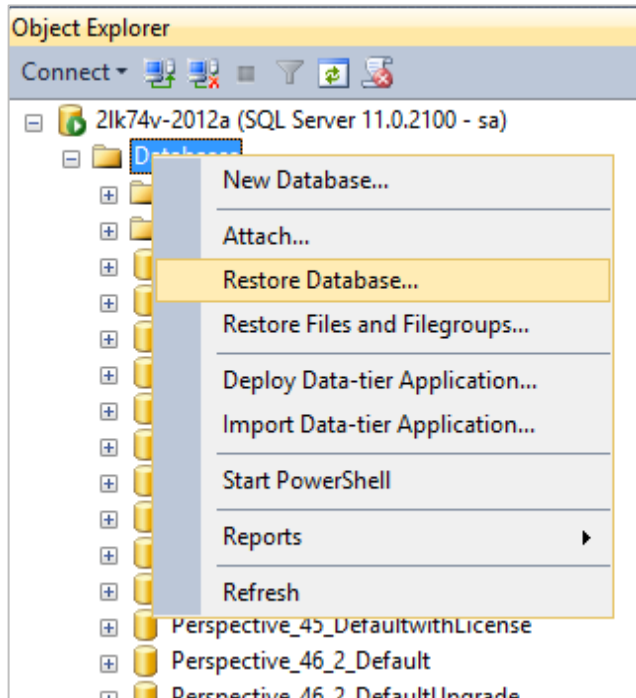 Object Explorer
Connect
2lk74v-2012a (SQL Server 11.0.2100 - sa)
Databases
New Database...
Attach...
Restore Database...
Restore Files and Filegroups...
Deploy Data-tier Application...
Import Data-tier Application...
Start PowerShell
Reports
Refresh
Perspective_45_DefaultwithLicense
Perspective_46_2_Default
Perspective_46_2_DefaultUpgrade